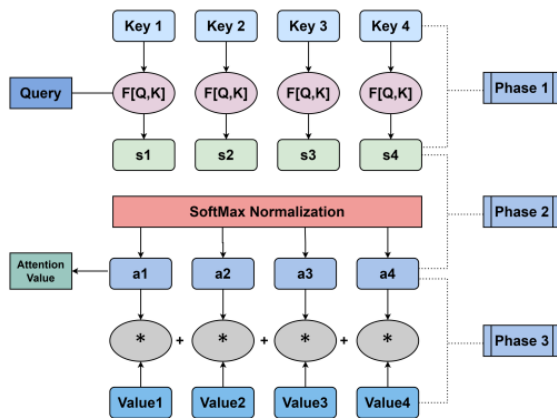 Key 1 Key 2 Key 3 Key 4
Query F[Q,K] F[Q,K] F[Q,K] F[Q,K] Phase 1
s1 s2 s3 s4
SoftMax Normalization Phase 2
Attention
Value
a1 a2 a3 a4
* + * + * + * Phase 3
Value1 Value2 Value3 Value4